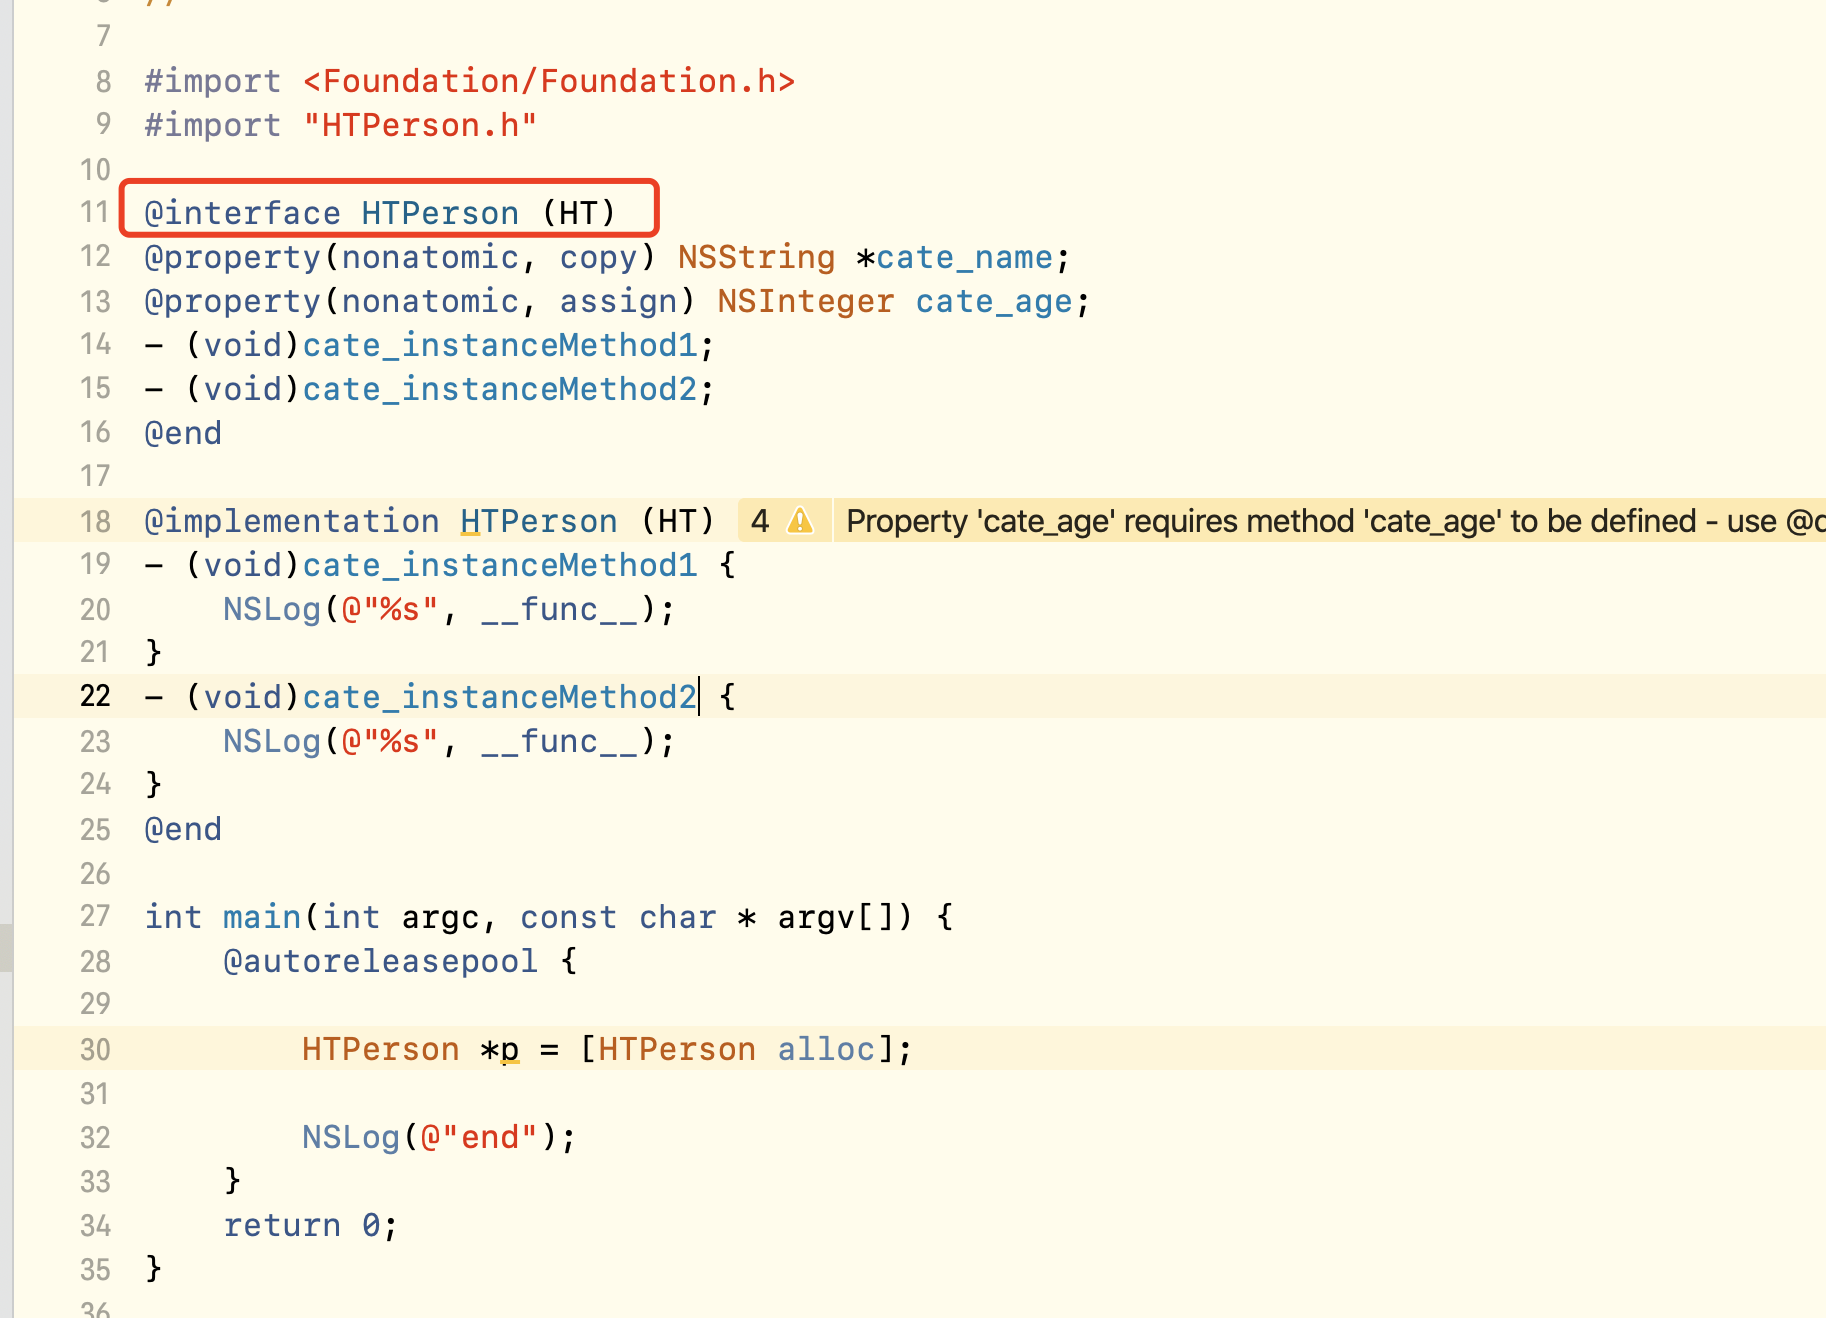 //
7
8 #import <Foundation/Foundation.h>
9 #import "HTPerson.h"
10
11 @interface HTPerson (HT)
12 @property(nonatomic, copy) NSString *cate_name;
13 @property(nonatomic, assign) NSInteger cate_age;
14 - (void)cate_instanceMethod1;
15 - (void)cate_instanceMethod2;
16 @end
17
18 @implementation HTPerson (HT) 4 Property 'cate_age' requires method 'cate_age' to be defined - use @d
19 - (void)cate_instanceMethod1 {
20     NSLog(@"%s", __func__);
21 }
22 - (void)cate_instanceMethod2 {
23     NSLog(@"%s", __func__);
24 }
25 @end
26
27 int main(int argc, const char * argv[]) {
28     @autoreleasepool {
29
30         HTPerson *p = [HTPerson alloc];
31
32         NSLog(@"end");
33     }
34     return 0;
35 }
36